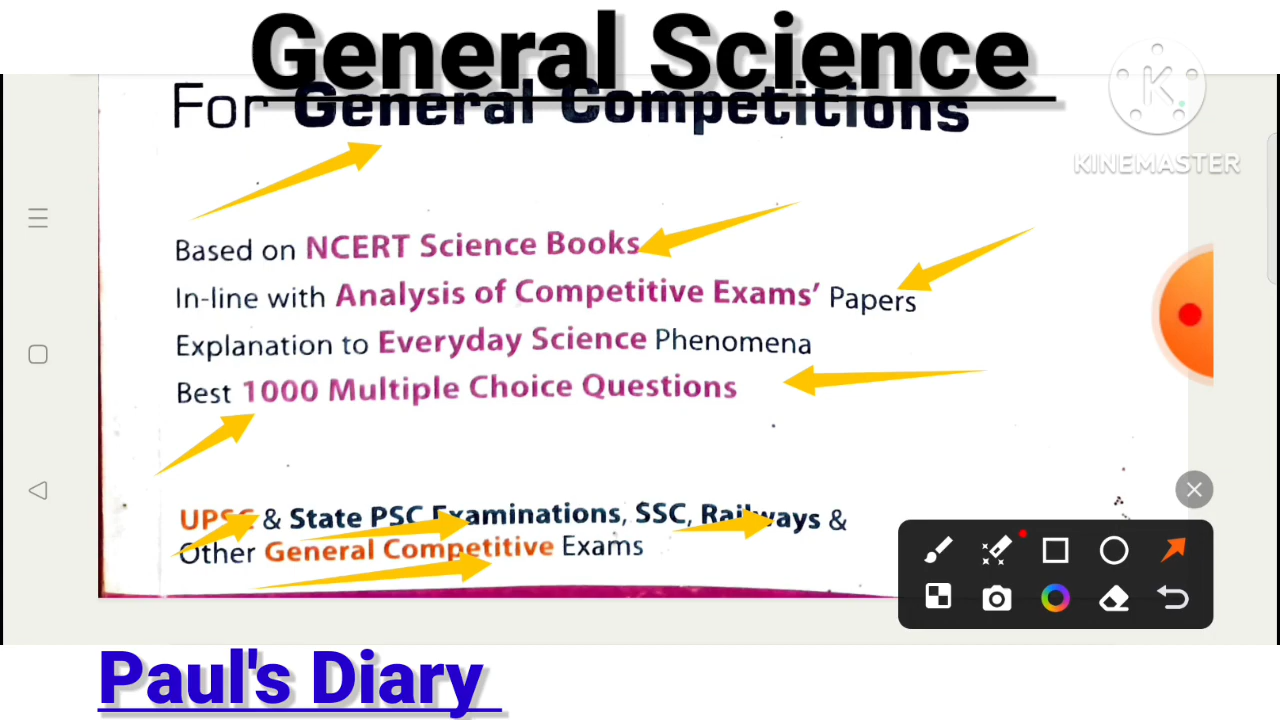 General Science
For General Competitions
KINEMASTER
Based on NCERT Science Books
In-line with Analysis of Competitive Exams' Papers
Explanation to Everyday Science Phenomena
Best 1000 Multiple Choice Questions
UPSC & State PSC Examinations, SSC, Railways &
Other General Competitive Exams
Paul's Diary